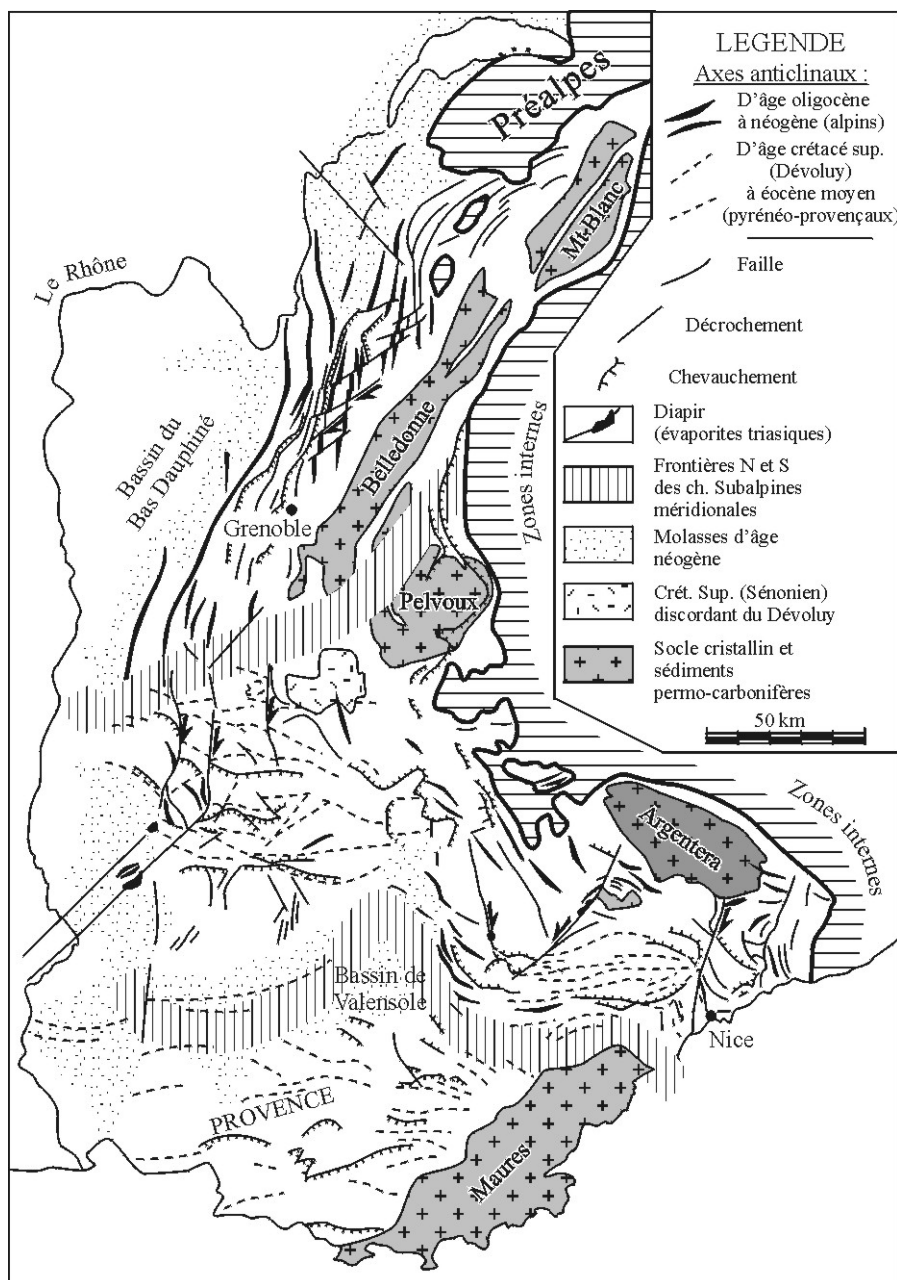 LEGENDE
Axes anticlinaux :
D'âge oligocène
à néogène (alpins)
D'âge crétacé sup.
(Dévoluy)
à éocène moyen
(pyrénéo-provençaux)
Faille
Décrochement
Chevauchement
Diapir
(évaporites triasiques)
Frontières N et S
des ch. Subalpines
méridionales
Molasses d'âge
néogène
Crét. Sup. (Sénonien)
discordant du Dévoluy
Socle cristallin et
sédiments
permo-carbonifères
50 km
Préalpes
Mt-Blanc
Le Rhône
Belledonne
Zones internes
Bassin du
Bas Dauphiné
Grenoble
Pelvoux
Argentera
Zones internes
Bassin de
Valensole
Nice
PROVENCE
Maures